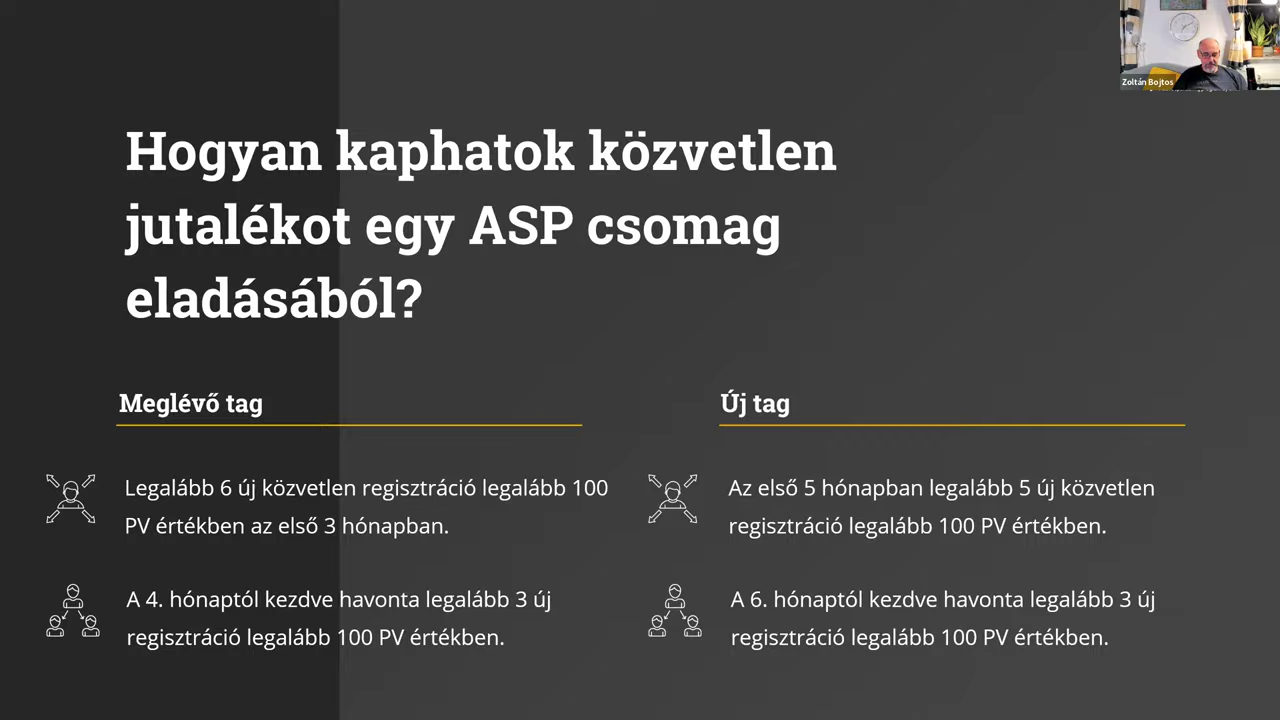 Zoltán Bojtos
Hogyan kaphatok közvetlen
jutalékot egy ASP csomag
eladásából?
Meglévő tag
Legalább 6 új közvetlen regisztráció legalább 100
PV értékben az első 3 hónapban.
A 4. hónaptól kezdve havonta legalább 3 új
regisztráció legalább 100 PV értékben.
Új tag
Az első 5 hónapban legalább 5 új közvetlen
regisztráció legalább 100 PV értékben.
A 6. hónaptól kezdve havonta legalább 3 új
regisztráció legalább 100 PV értékben.